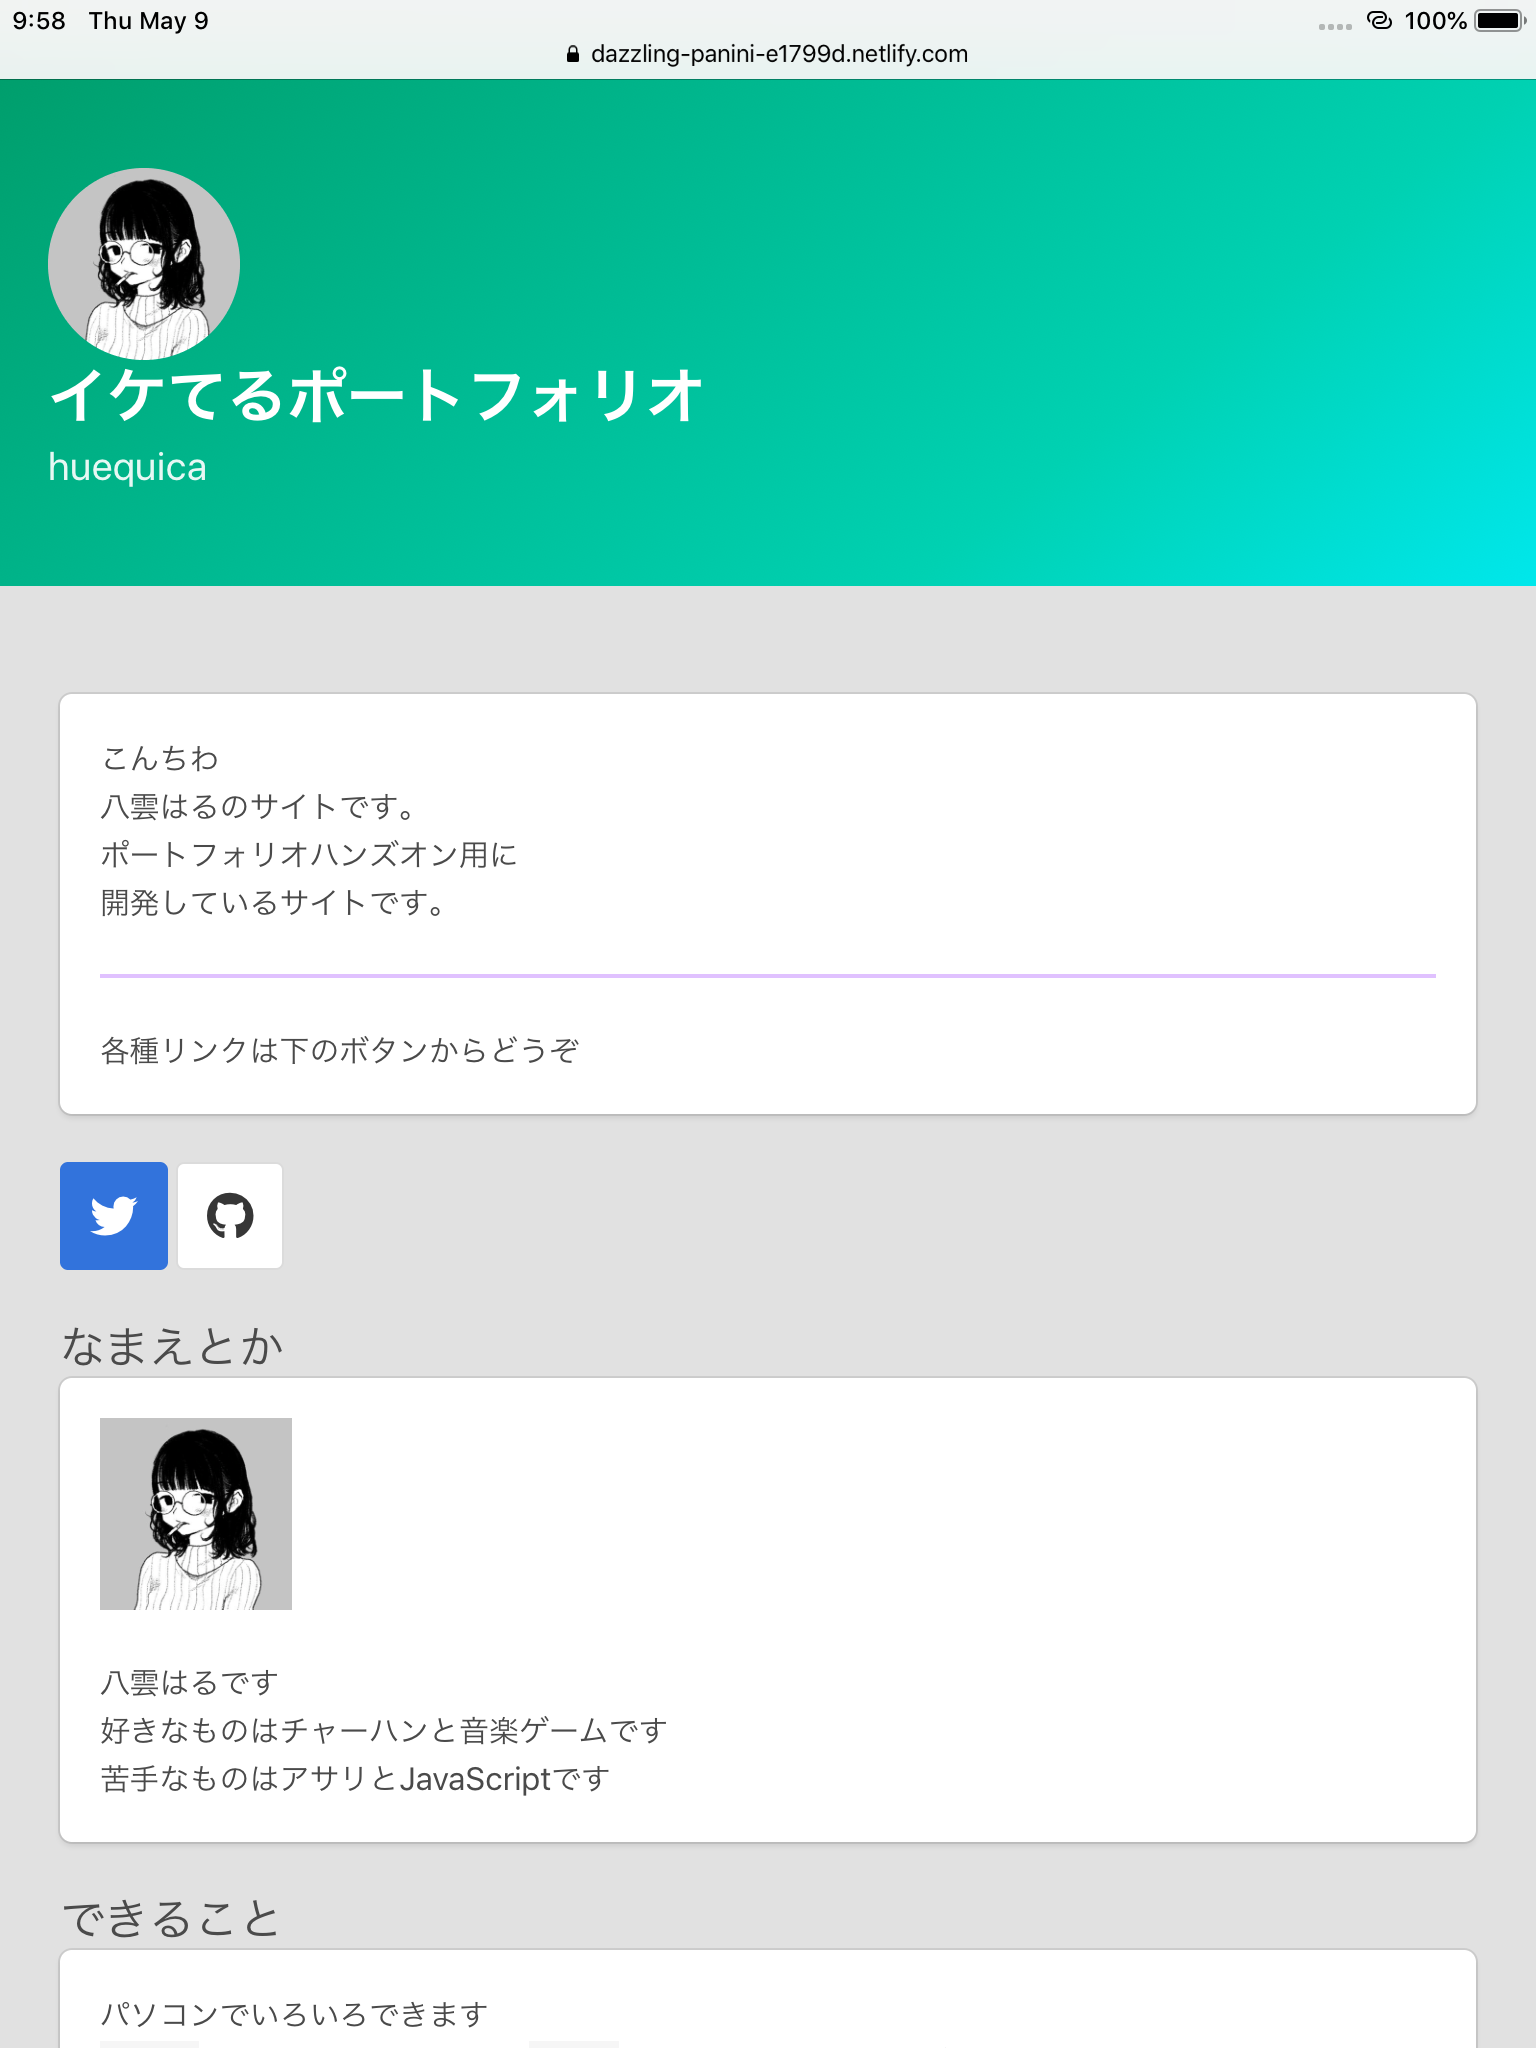 9:58 Thu May 9 100%
dazzling-panini-e1799d.netlify.com
イケてるポートフォリオ
huequica
こんちわ
八雲はるのサイトです。
ポートフォリオハンズオン用に
開発しているサイトです。
各種リンクは下のボタンからどうぞ
なまえとか
八雲はるです
好きなものはチャーハンと音楽ゲームです
苦手なものはアサリとJavaScriptです
できること
パソコンでいろいろできます